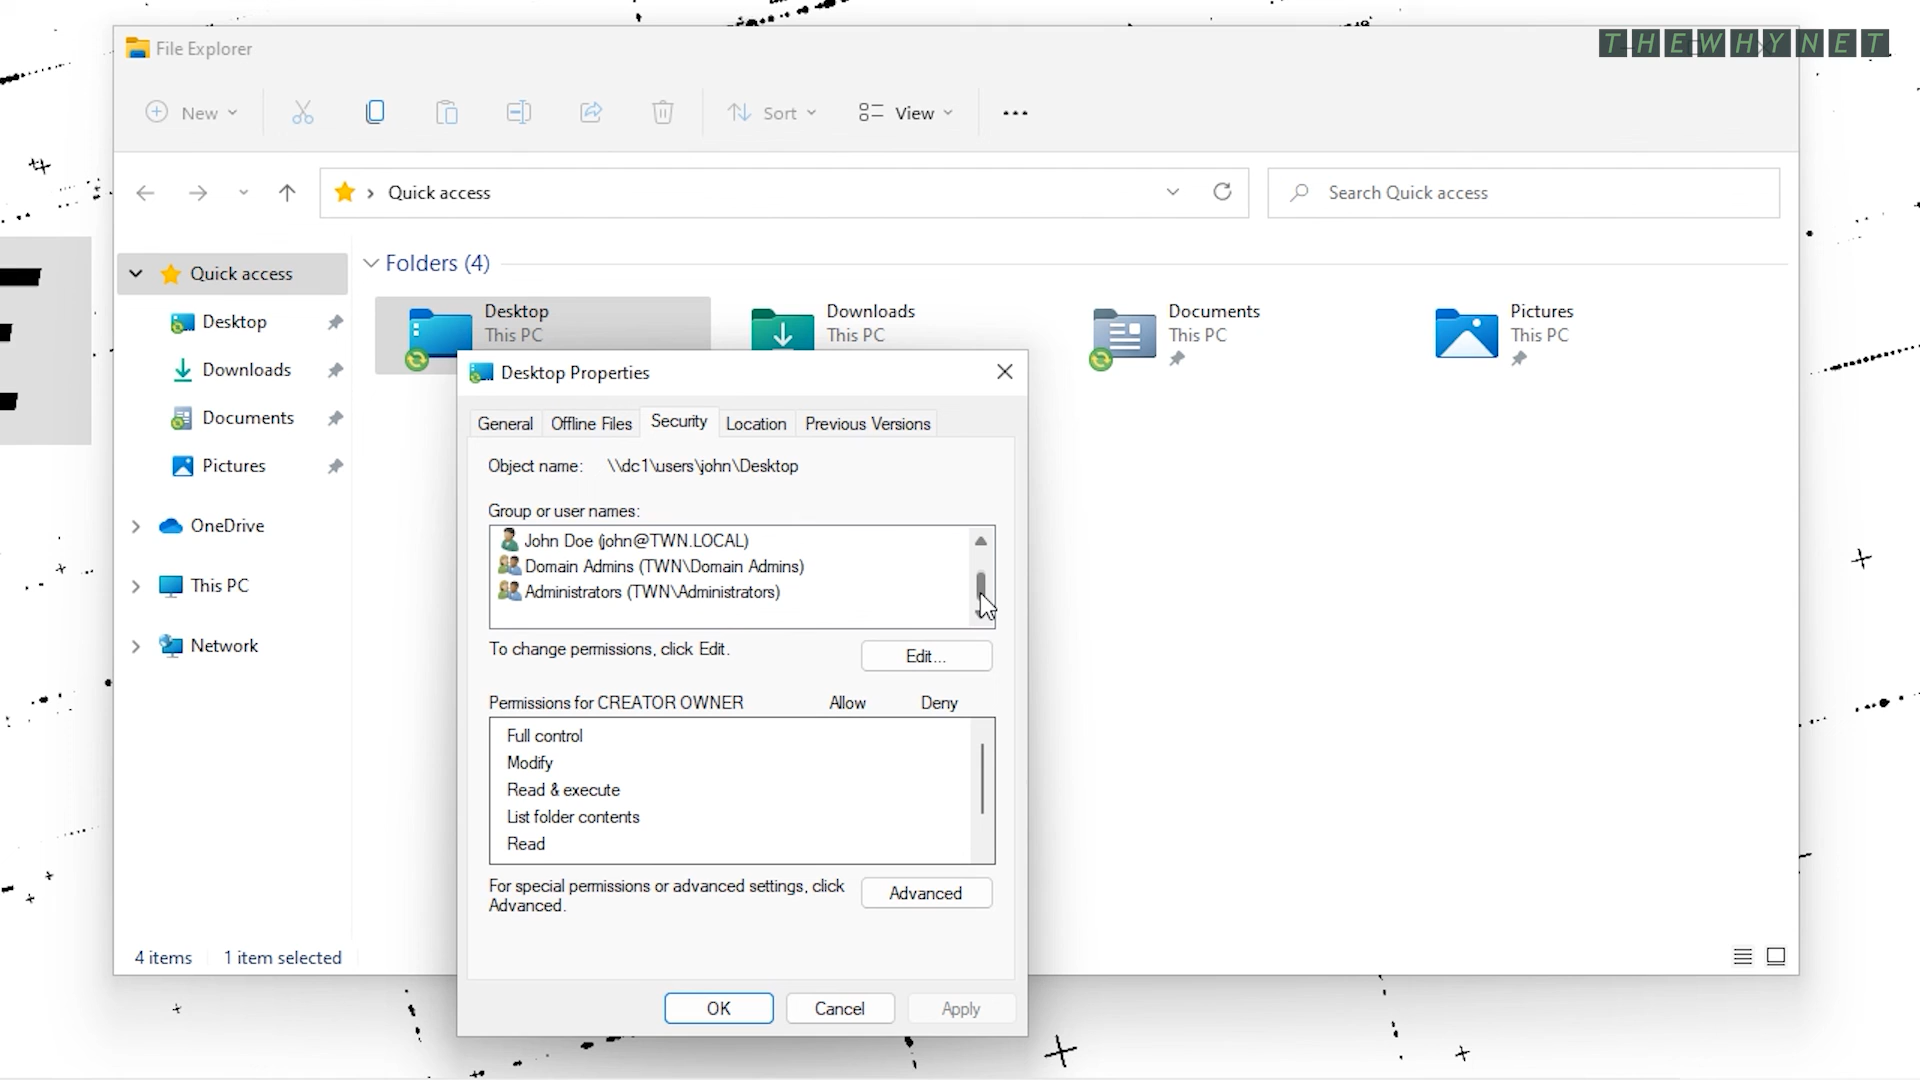 THEWHYNET
File Explorer
New
Sort
View
Quick access
Search Quick access
Quick access
Desktop
Downloads
Documents
Pictures
OneDrive
This PC
Network
Folders (4)
Desktop
This PC
Downloads
This PC
Documents
This PC
Pictures
This PC
Desktop Properties
General
Offline Files
Security
Location
Previous Versions
Object name: \\dc1\users\john\Desktop
Group or user names:
John Doe (john@TWN.LOCAL)
Domain Admins (TWN\Domain Admins)
Administrators (TWN\Administrators)
To change permissions, click Edit.
Edit...
Permissions for CREATOR OWNER Allow Deny
Full control
Modify
Read & execute
List folder contents
Read
For special permissions or advanced settings, click
Advanced.
Advanced
OK
Cancel
Apply
4 items
1 item selected